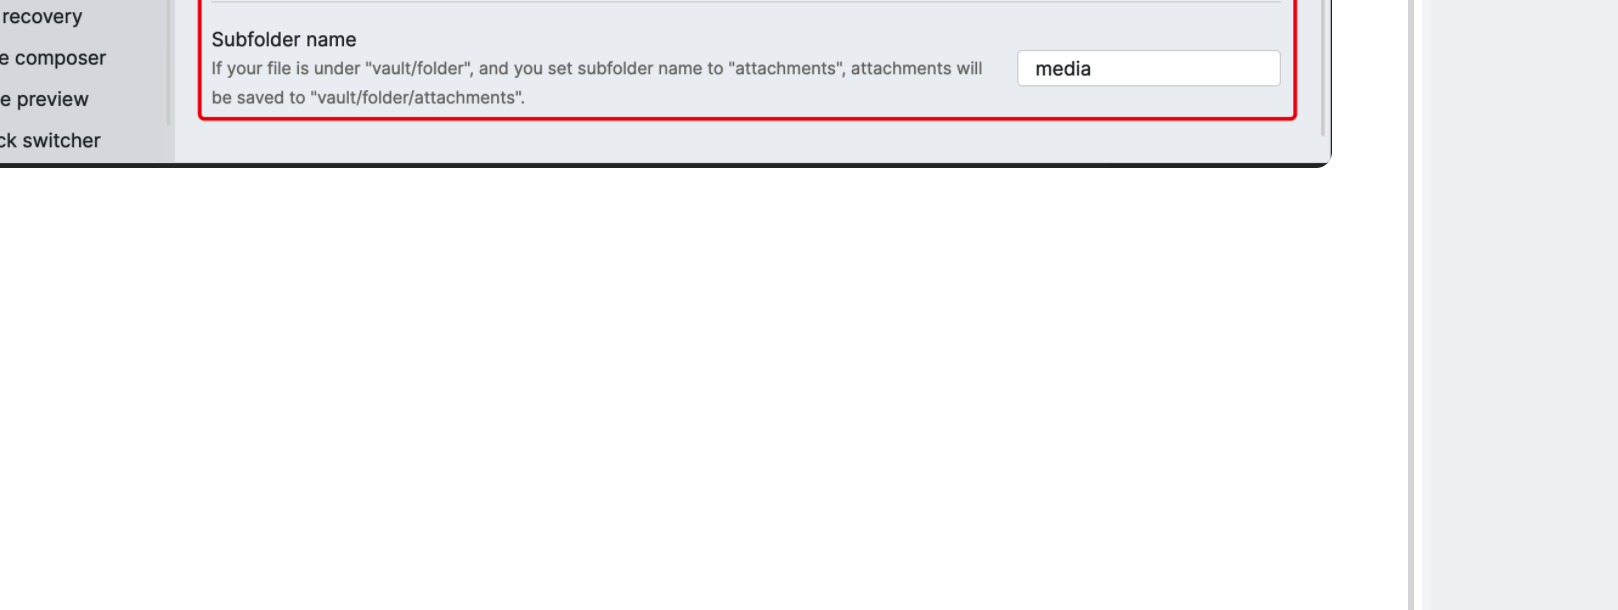 recovery
e composer
e preview
ck switcher
Subfolder name
If your file is under "vault/folder", and you set subfolder name to "attachments", attachments will
be saved to "vault/folder/attachments".
media